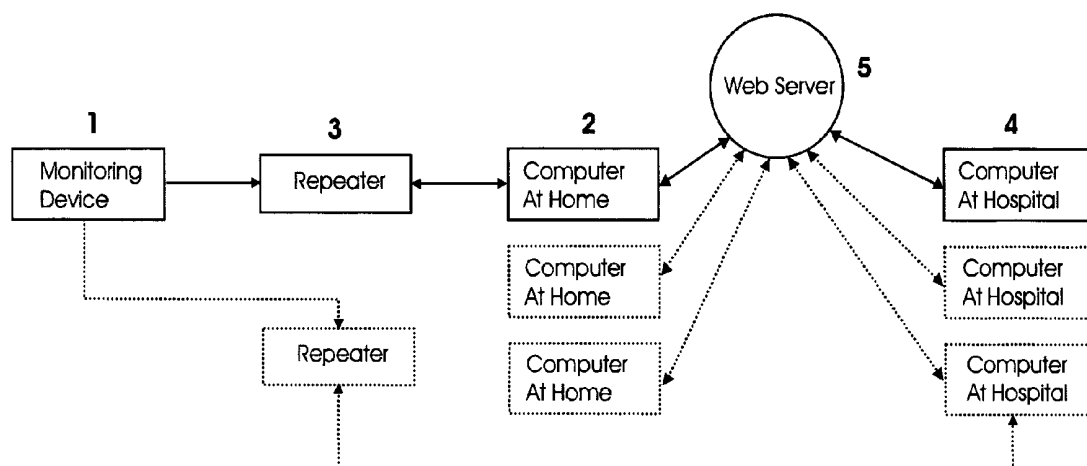 Web Server
5
1
3
2
4
Monitoring
Device
Repeater
Computer
At Home
Computer
At Hospital
Computer
At Home
Computer
At Hospital
Repeater
Computer
At Home
Computer
At Hospital